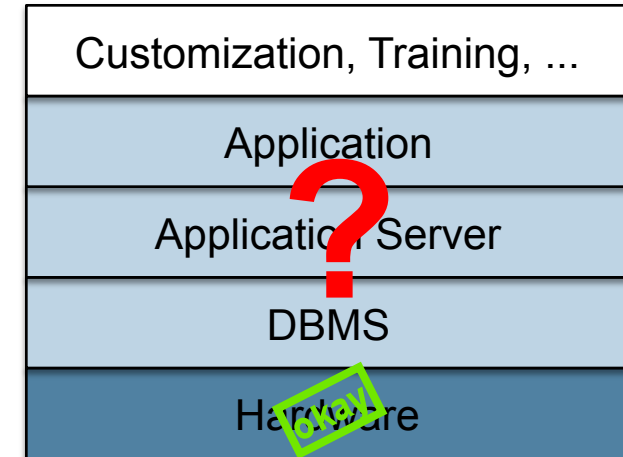 Customization, Training, ...
Application
?
Application Server
DBMS
Hardware
okay